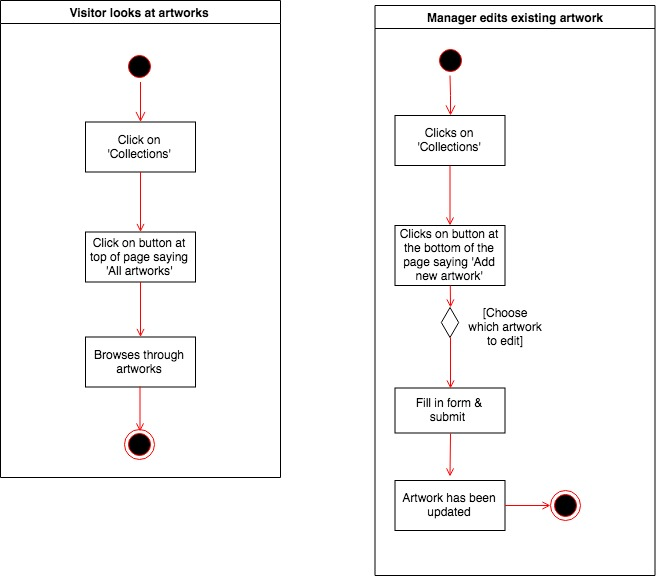 Visitor looks at artworks
Click on
'Collections'
Click on button at
top of page saying
'All artworks'
Browses through
artworks
Manager edits existing artwork
Clicks on
'Collections'
Clicks on button at
the bottom of the
page saying 'Add
new artwork'
[Choose
which artwork
to edit]
Fill in form &
submit
Artwork has been
updated